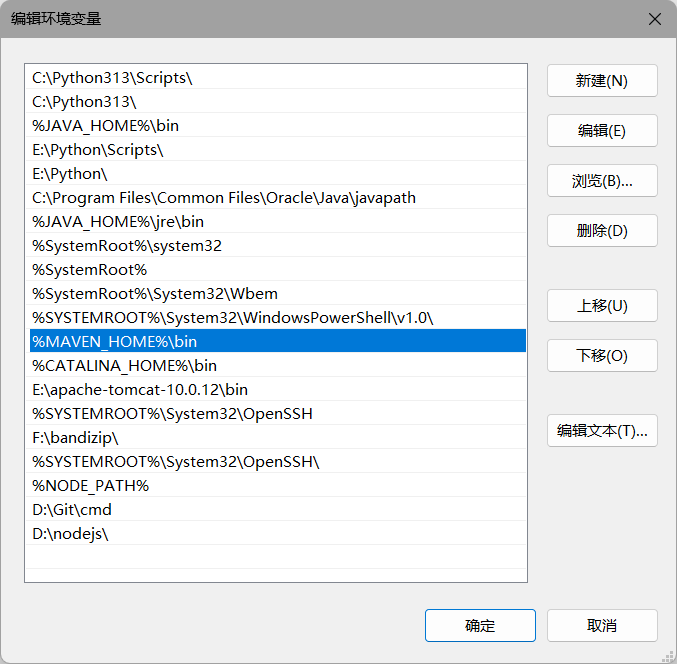 编辑环境变量
C:\Python313\Scripts\
C:\Python313\
%JAVA_HOME%\bin
E:\Python\Scripts\
E:\Python\
C:\Program Files\Common Files\Oracle\Java\javapath
%JAVA_HOME%\jre\bin
%SystemRoot%\system32
%SystemRoot%
%SystemRoot%\System32\Wbem
%SYSTEMROOT%\System32\WindowsPowerShell\v1.0\
%MAVEN_HOME%\bin
%CATALINA_HOME%\bin
E:\apache-tomcat-10.0.12\bin
%SYSTEMROOT%\System32\OpenSSH
F:\bandizip\
%SYSTEMROOT%\System32\OpenSSH\
%NODE_PATH%
D:\Git\cmd
D:\nodejs\
新建(N)
编辑(E)
浏览(B)...
删除(D)
上移(U)
下移(O)
编辑文本(T)...
确定
取消